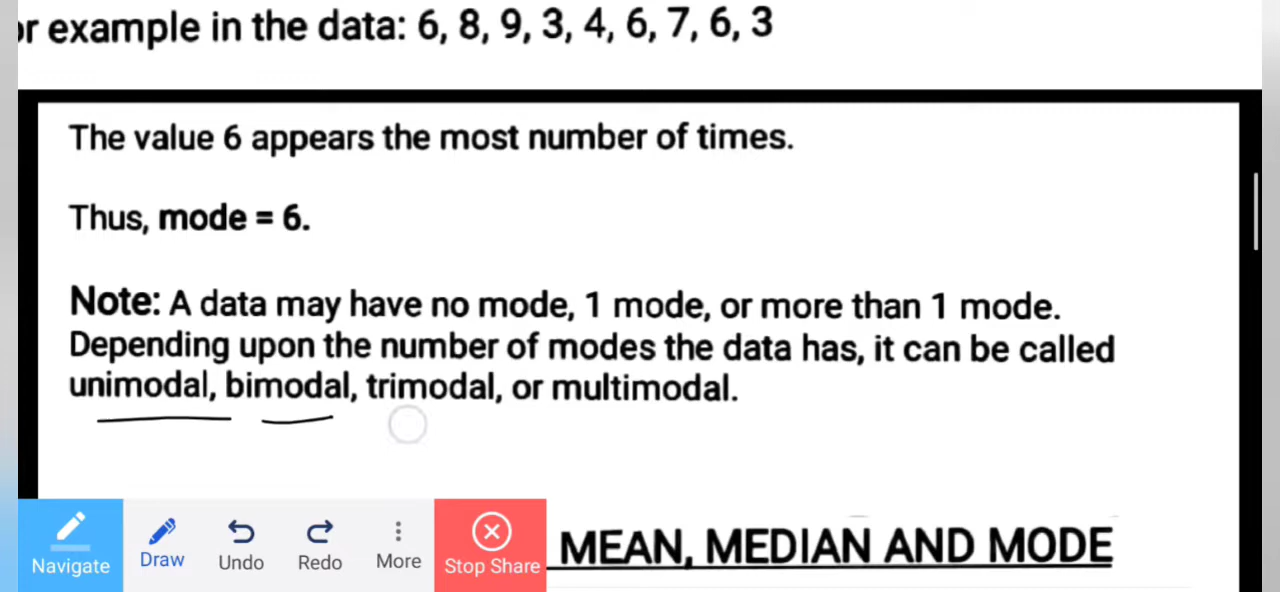 r example in the data: 6, 8, 9, 3, 4, 6, 7, 6, 3
The value 6 appears the most number of times.
Thus, mode = 6.
Note: A data may have no mode, 1 mode, or more than 1 mode.
Depending upon the number of modes the data has, it can be called
unimodal, bimodal, trimodal, or multimodal.
MEAN, MEDIAN AND MODE
Navigate Draw Undo Redo More Stop Share